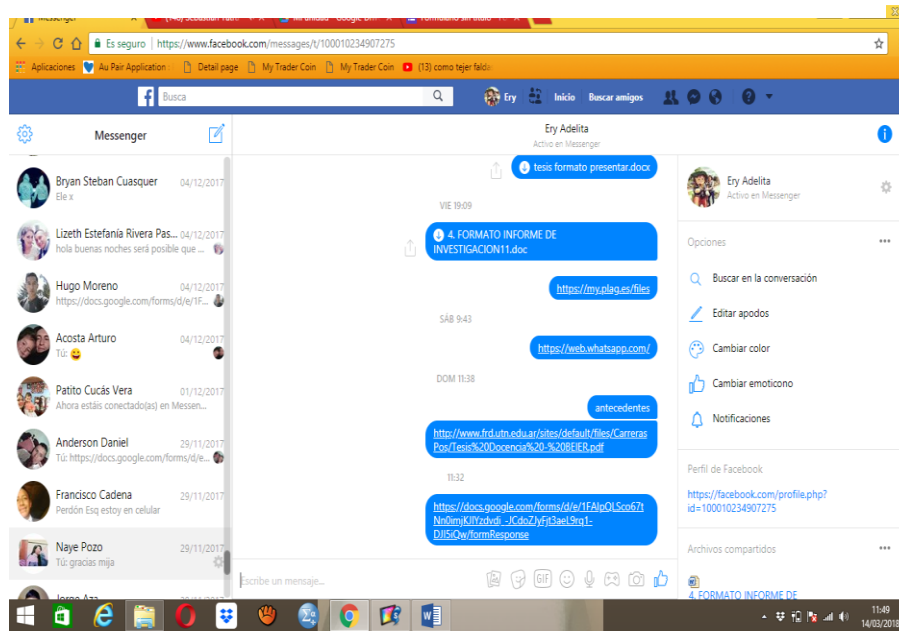 Messenger
Es seguro | https://www.facebook.com/messages/t/100010234907275
Aplicaciones
Au Pair Application
Detail page
My Trader Coin
My Trader Coin
(13) como tejer falda
Busca
Ery
Inicio
Buscar amigos
Messenger
Ery Adelita
Activo en Messenger
Bryan Steban Cuasquer 04/12/2017
Ele x
Lizeth Estefanía Rivera Pas... 04/12/2017
hola buenas noches será posible que ...
Hugo Moreno 04/12/2017
https://docs.google.com/forms/d/e/1F...
Acosta Arturo 04/12/2017
Tú: 😀
Patito Cucás Vera 01/12/2017
Ahora estáis conectado(as) en Messen...
Anderson Daniel 29/11/2017
Tú: https://docs.google.com/forms/d/e...
Francisco Cadena 29/11/2017
Perdón Esq estoy en celular
Naye Pozo 29/11/2017
Tú: gracias mija
Jorge Aza
tesis formato presentar.docx
VIE 19:09
4. FORMATO INFORME DE
INVESTIGACION11.doc
https://my.plag.es/files
SÁB 9:43
https://web.whatsapp.com/
DOM 11:38
antecedentes
http://www.frd.utn.edu.ar/sites/default/files/Carreras
Pos/Tesis%20Docencia%20-%20BEIER.pdf
11:32
https://docs.google.com/forms/d/e/1FAIpQLSco67t
Nn0imjKJlYzdvdi_-JCdoZJyFjt3aeL9rq1-
DJI5iQw/formResponse
Escribe un mensaje...
GIF
Ery Adelita
Activo en Messenger
Opciones
Buscar en la conversación
Editar apodos
Cambiar color
Cambiar emoticono
Notificaciones
Perfil de Facebook
https://facebook.com/profile.php?
id=100010234907275
Archivos compartidos
4. FORMATO INFORME DE
11:49
14/03/2018